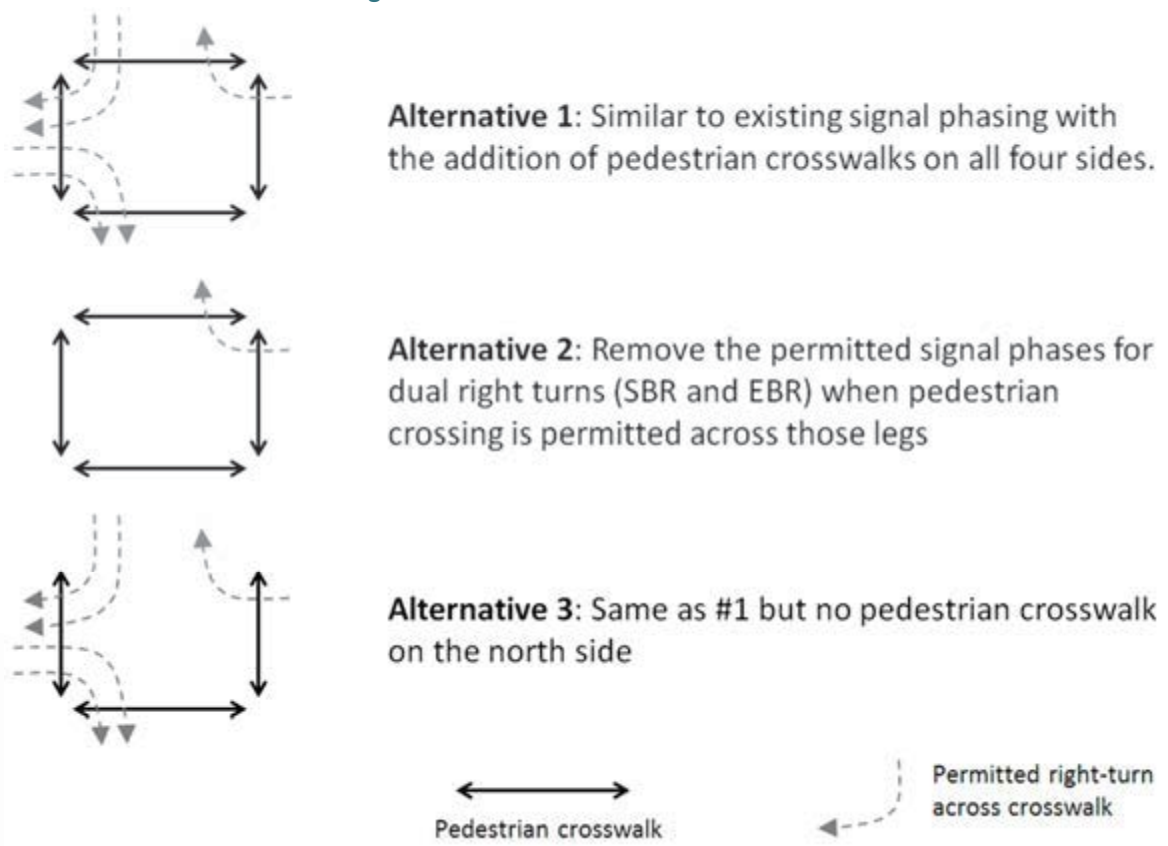 Alternative 1: Similar to existing signal phasing with
the addition of pedestrian crosswalks on all four sides.
Alternative 2: Remove the permitted signal phases for
dual right turns (SBR and EBR) when pedestrian
crossing is permitted across those legs
Alternative 3: Same as #1 but no pedestrian crosswalk
on the north side
Pedestrian crosswalk
Permitted right-turn
across crosswalk